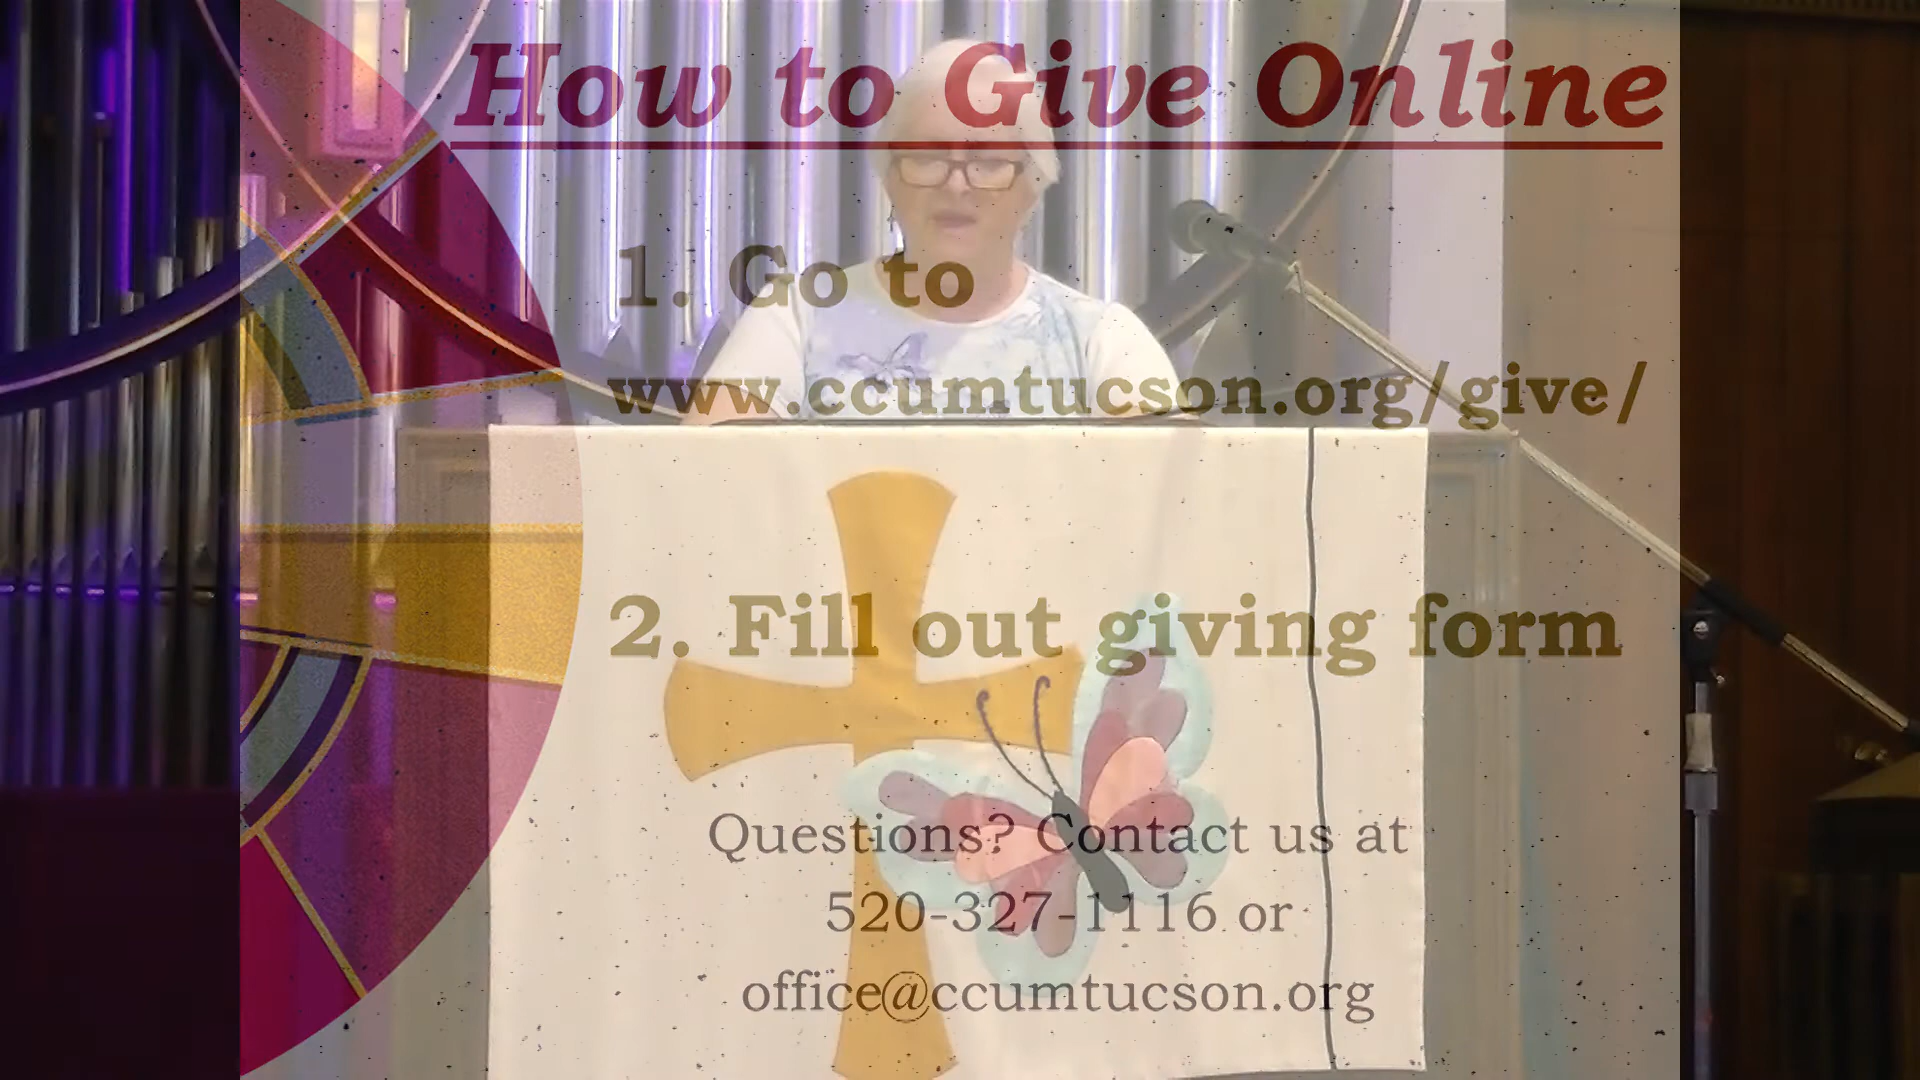 How to Give Online
1. Go to
www.ccumtucson.org/give/
2. Fill out giving form
Questions? Contact us at
520-327-1116 or
office@ccumtucson.org